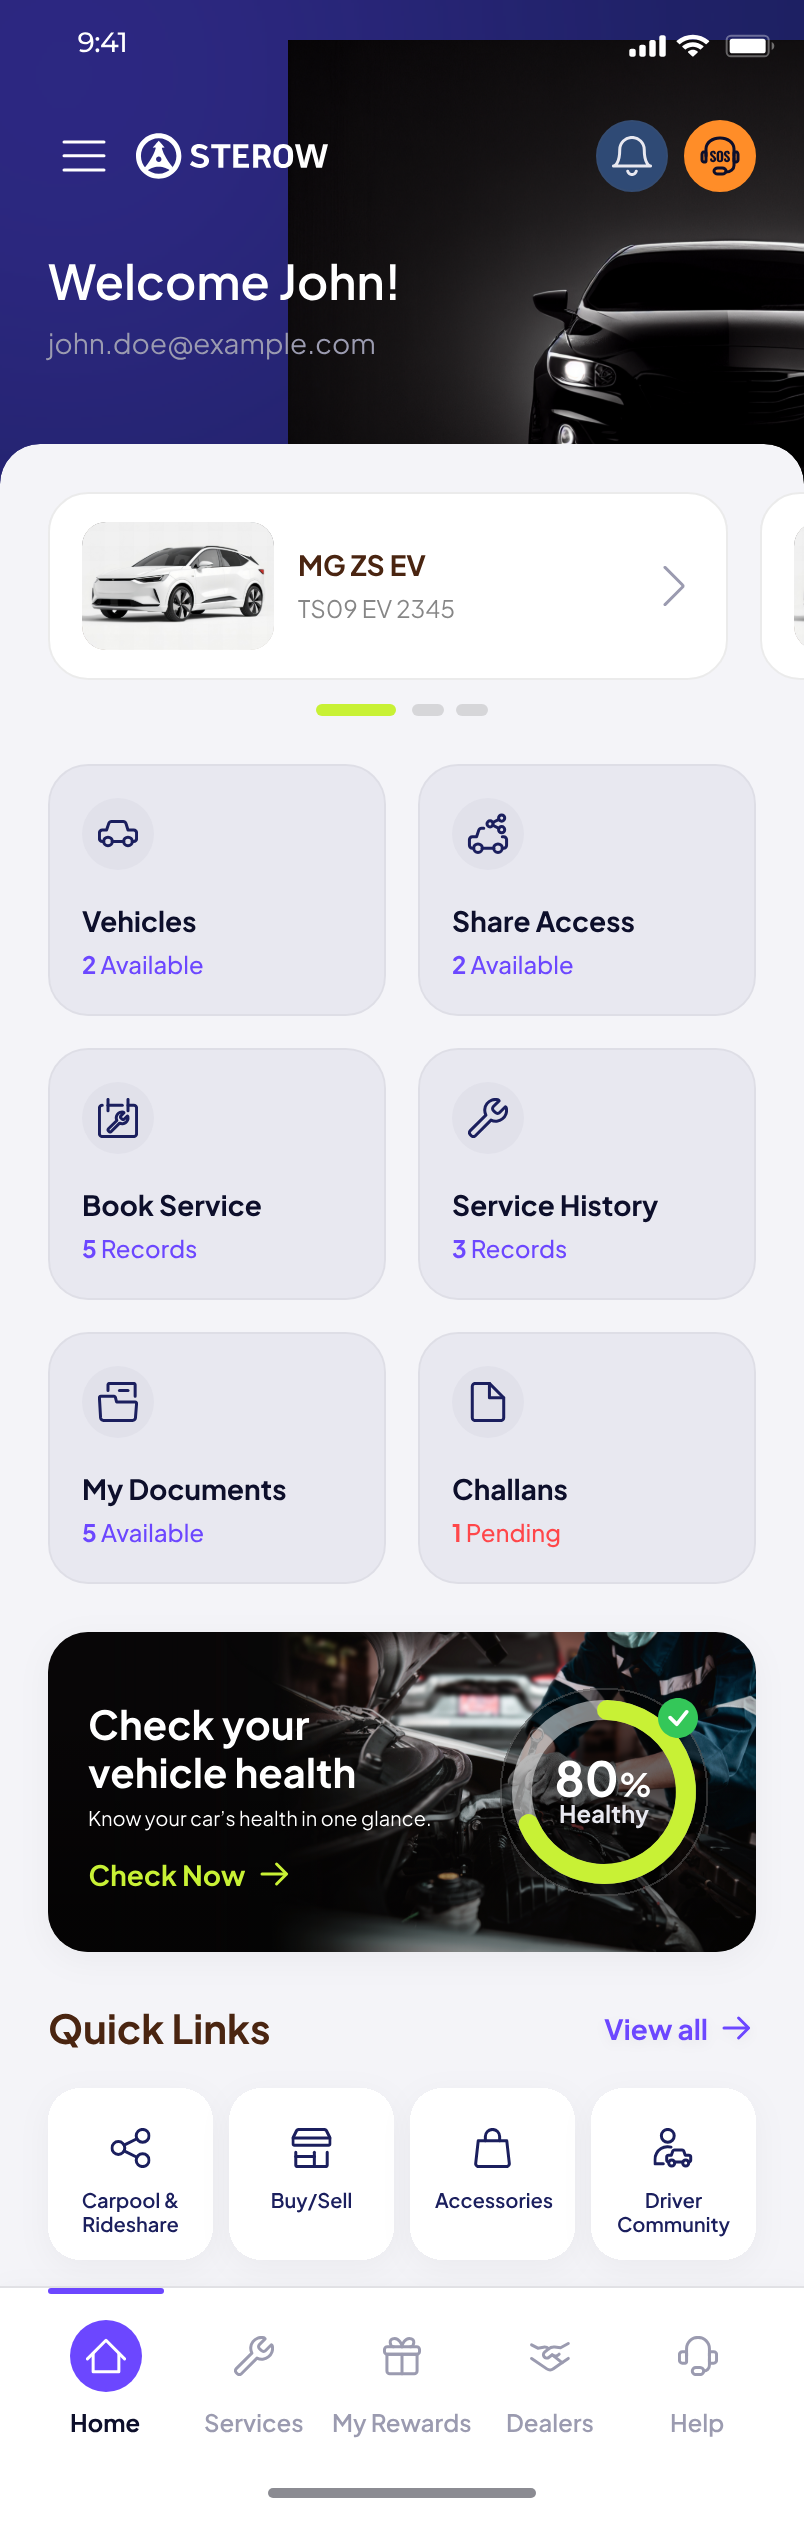 9:41
STEROW
SOS
Welcome John!
john.doe@example.com
MG ZS EV
TS09 EV 2345
Vehicles
2 Available
Share Access
2 Available
Book Service
5 Records
Service History
3 Records
My Documents
5 Available
Challans
1 Pending
Check your
vehicle health
Know your car's health in one glance.
Check Now
80%
Healthy
Quick Links
View all
Carpool &
Rideshare
Buy/Sell
Accessories
Driver
Community
Home
Services
My Rewards
Dealers
Help